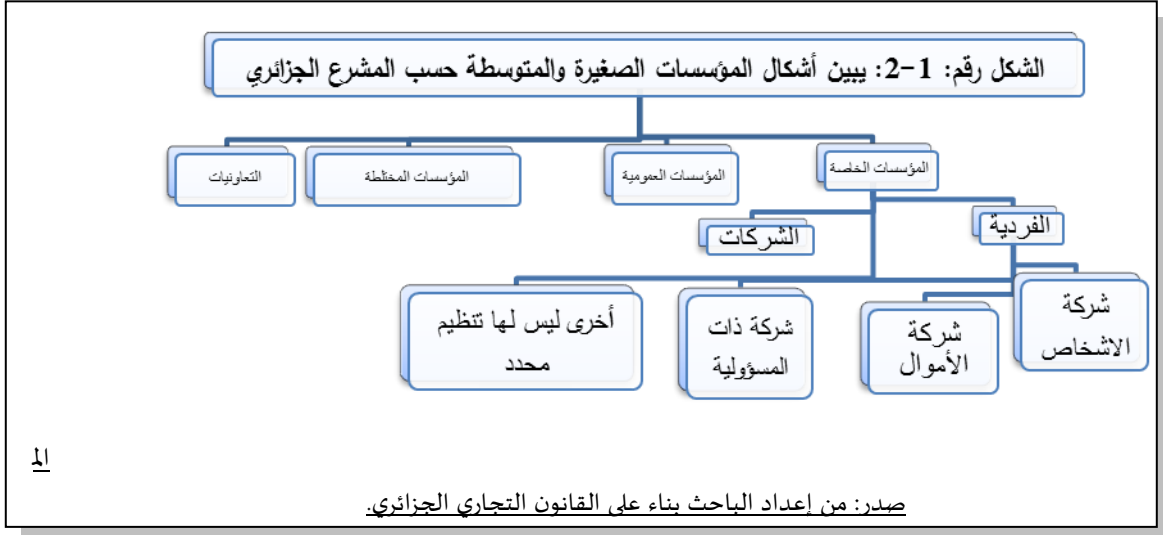 الشكل رقم: 1-2: يبين أشكال المؤسسات الصغيرة والمتوسطة حسب المشرع الجزائري
المؤسسات الخاصة
المؤسسات العمومية
المؤسسات المختلطة
التعاونيات
الفردية
الشركات
شركة
الاشخاص
شركة
الأموال
شركة ذات
المسؤولية
أخرى ليس لها تنظيم
محدد
الم
صدر: من إعداد الباحث بناء على القانون التجاري الجزائري.